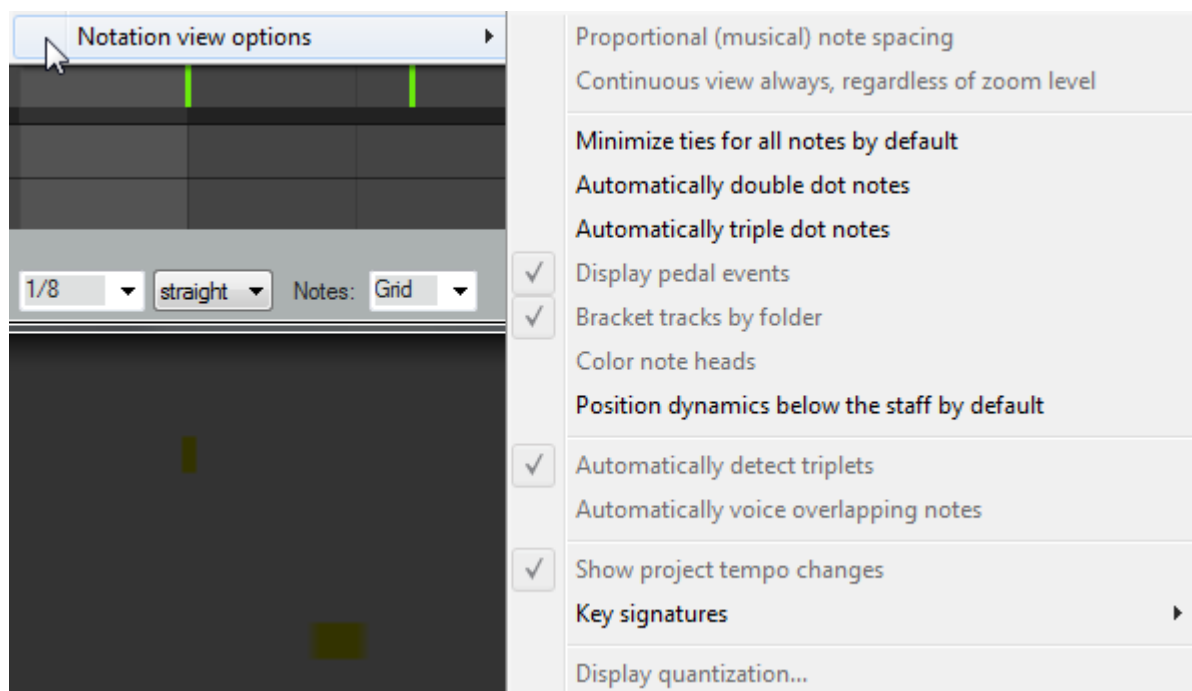 Notation view options
Proportional (musical) note spacing
Continuous view always, regardless of zoom level
Minimize ties for all notes by default
Automatically double dot notes
Automatically triple dot notes
Display pedal events
Bracket tracks by folder
Color note heads
Position dynamics below the staff by default
Automatically detect triplets
Automatically voice overlapping notes
Show project tempo changes
Key signatures
Display quantization...
1/8 straight Notes: Grid